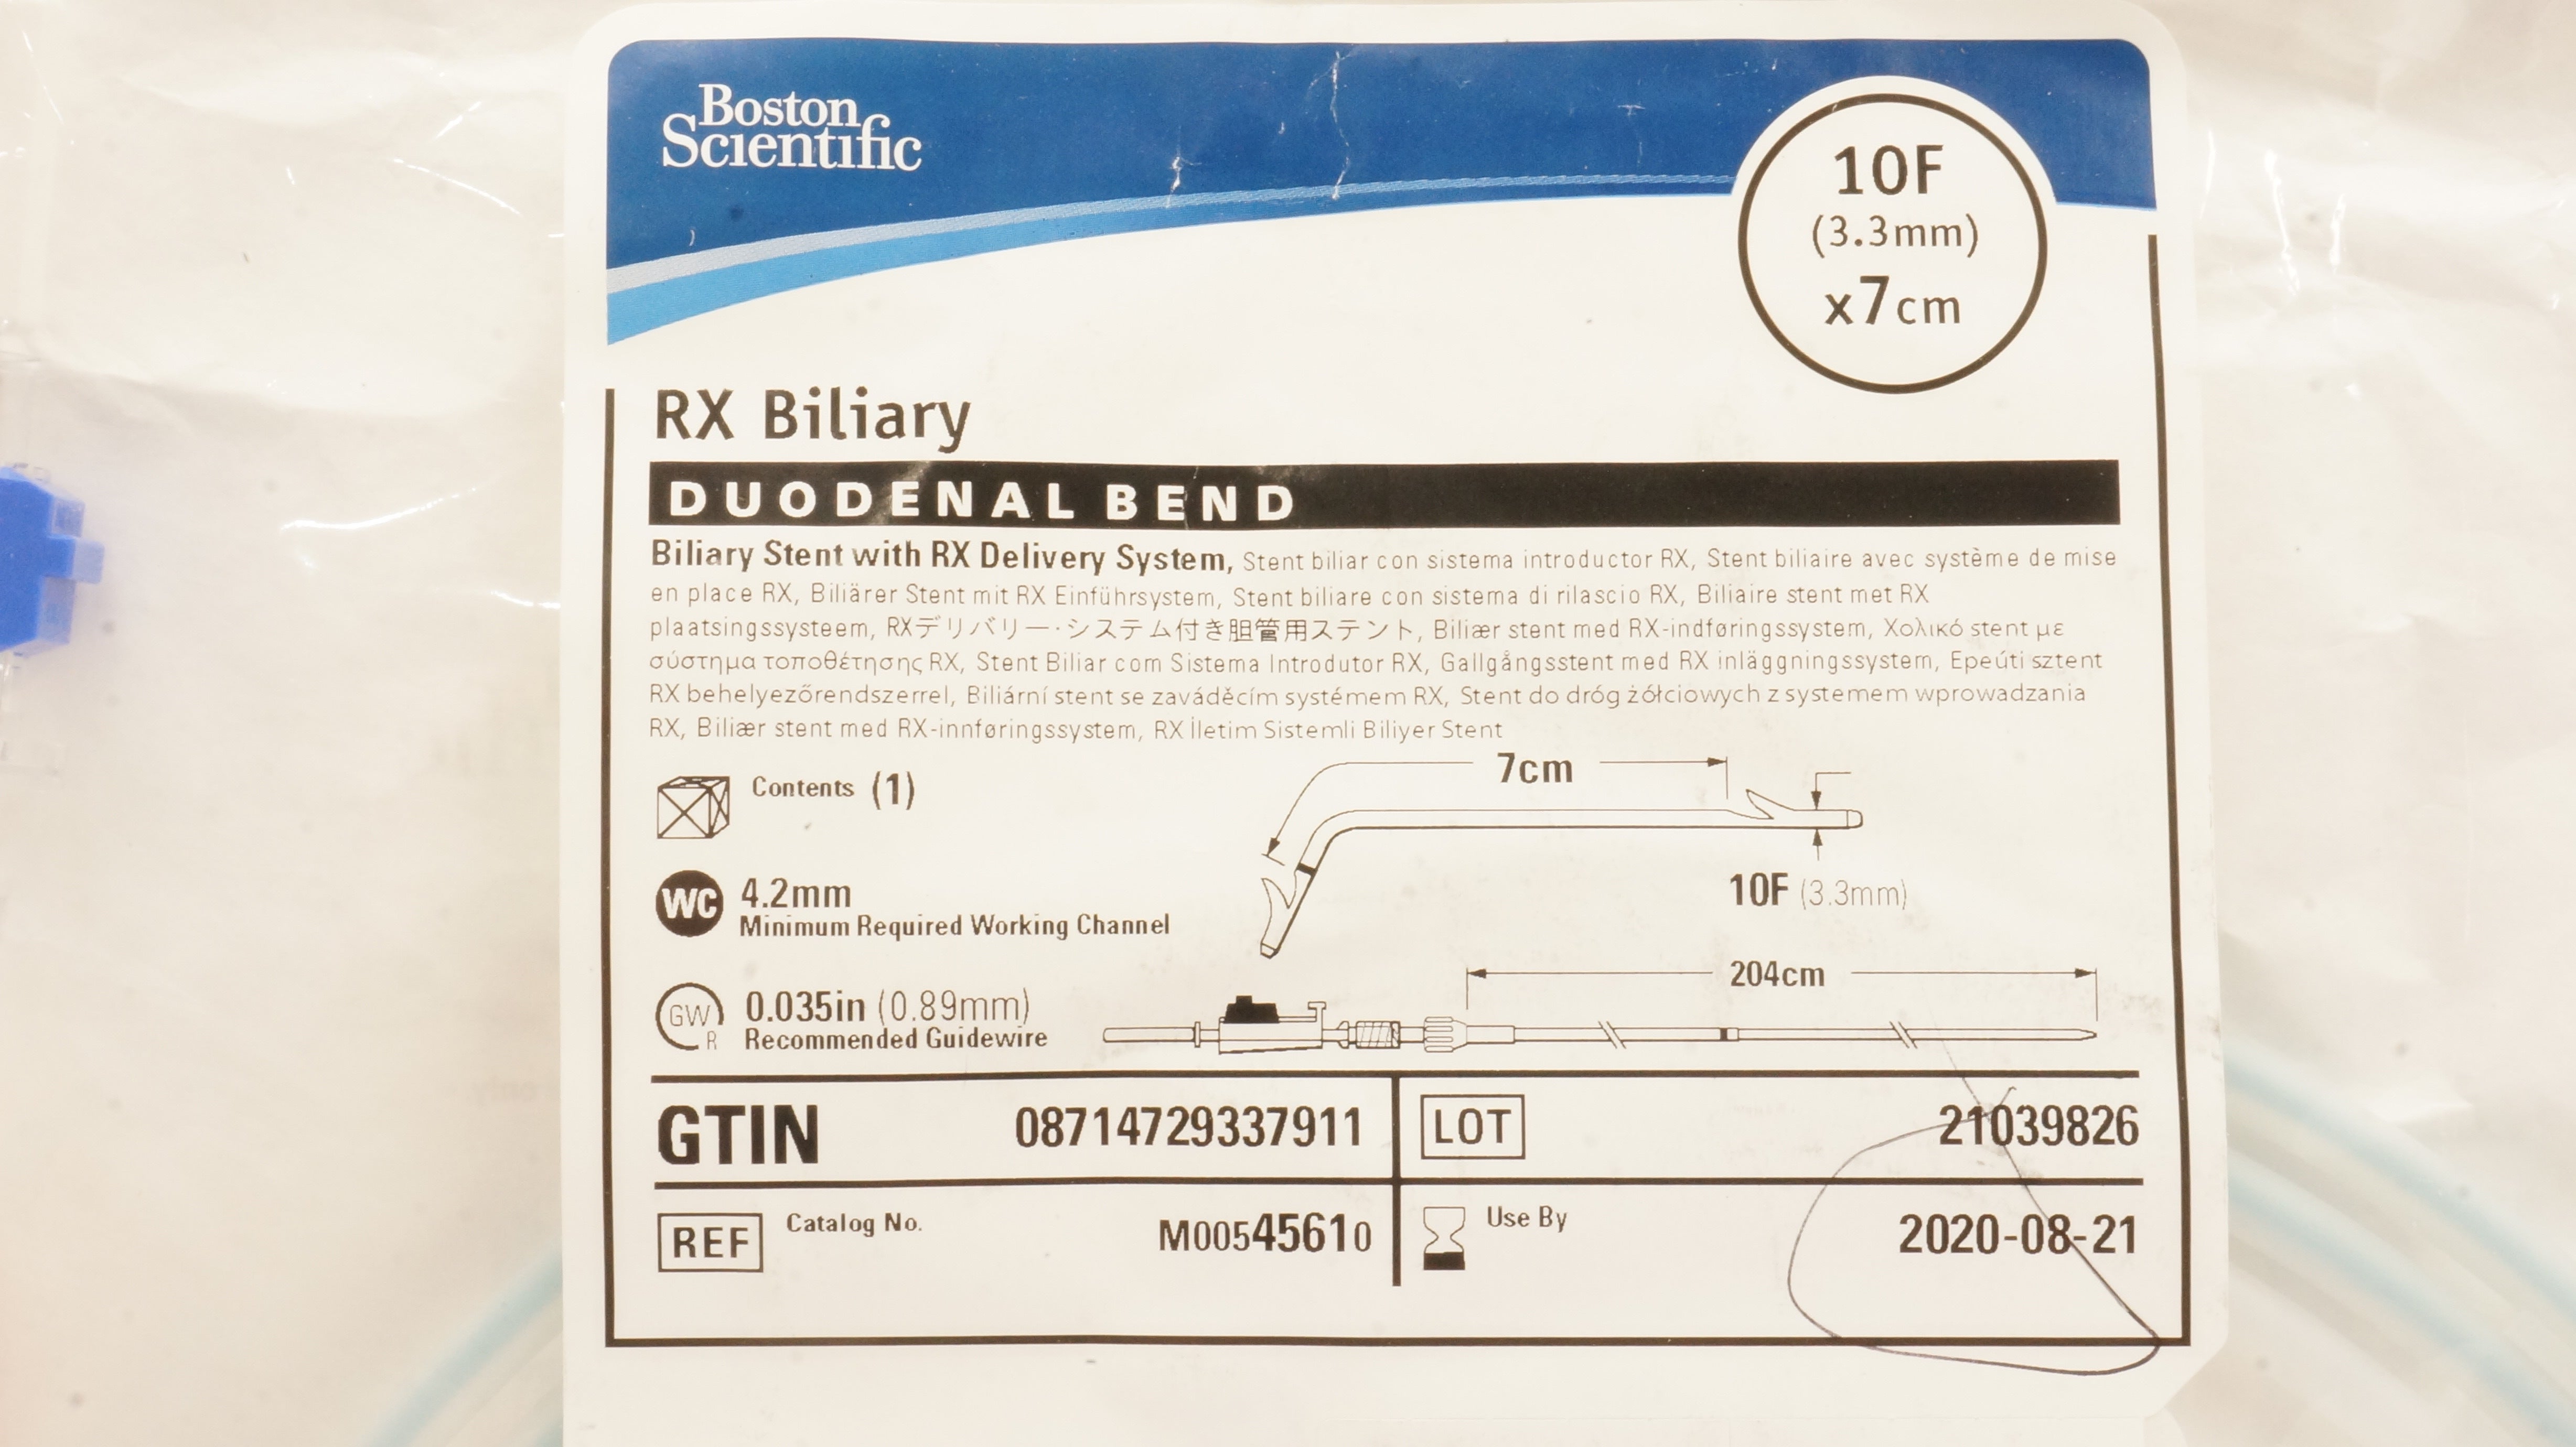 Boston
Scientific
10F
(3.3mm)
x7cm
RX Biliary
DUODENAL BEND
Biliary Stent with RX Delivery System, Stent biliar con sistema introductor RX, Stent biliaire avec système de mise
en place RX, Biliärer Stent mit RX Einführsystem, Stent biliare con sistema di rilascio RX, Biliaire stent met RX
plaatsingssysteem, RXデリバリー・システム付き胆管用ステント, Biliær stent med RX-indføringssystem, Χολικό stent με
σύστημα τοποθέτησης RX, Stent Biliar com Sistema Introdutor RX, Gallgångsstent med RX inläggningssystem, Epeúti sztent
RX behelyezőrendszerrel, Biliární stent se zaváděcím systémem RX, Stent do dróg żółciowych z systemem wprowadzania
RX, Biliær stent med RX-innføringssystem, RX İletim Sistemli Biliyer Stent
7cm
Contents (1)
WC 4.2mm
Minimum Required Working Channel
10F (3.3mm)
204cm
GW R 0.035in (0.89mm)
Recommended Guidewire
GTIN 08714729337911
LOT 21039826
REF Catalog No. M00545610
Use By 2020-08-21